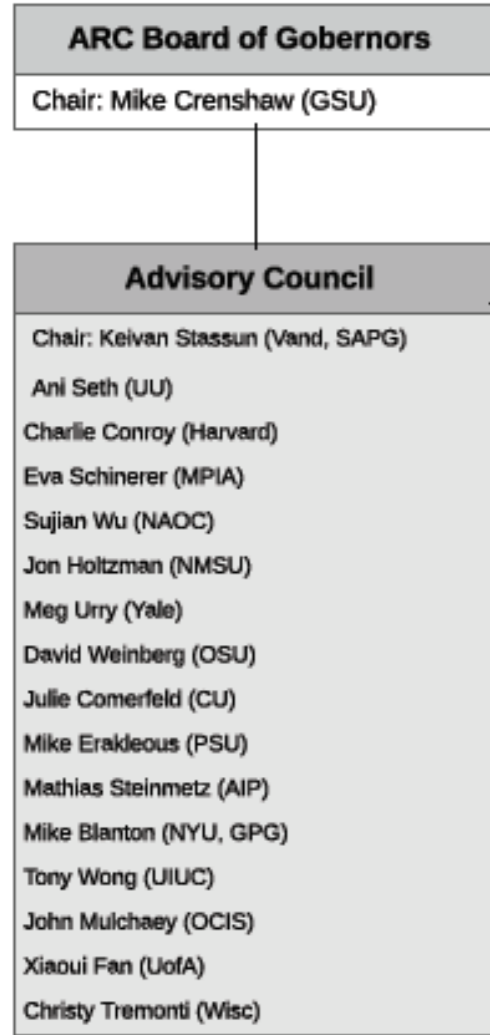 ARC Board of Gobernors
Chair: Mike Crenshaw (GSU)
Advisory Council
Chair: Keivan Stassun (Vand, SAPG)
Ani Seth (UU)
Charlie Conroy (Harvard)
Eva Schinerer (MPIA)
Sujian Wu (NAOC)
Jon Holtzman (NMSU)
Meg Urry (Yale)
David Weinberg (OSU)
Julie Comerfeld (CU)
Mike Erakleous (PSU)
Mathias Steinmetz (AIP)
Mike Blanton (NYU, GPG)
Tony Wong (UIUC)
John Mulchaey (OCIS)
Xiaoui Fan (UofA)
Christy Tremonti (Wisc)